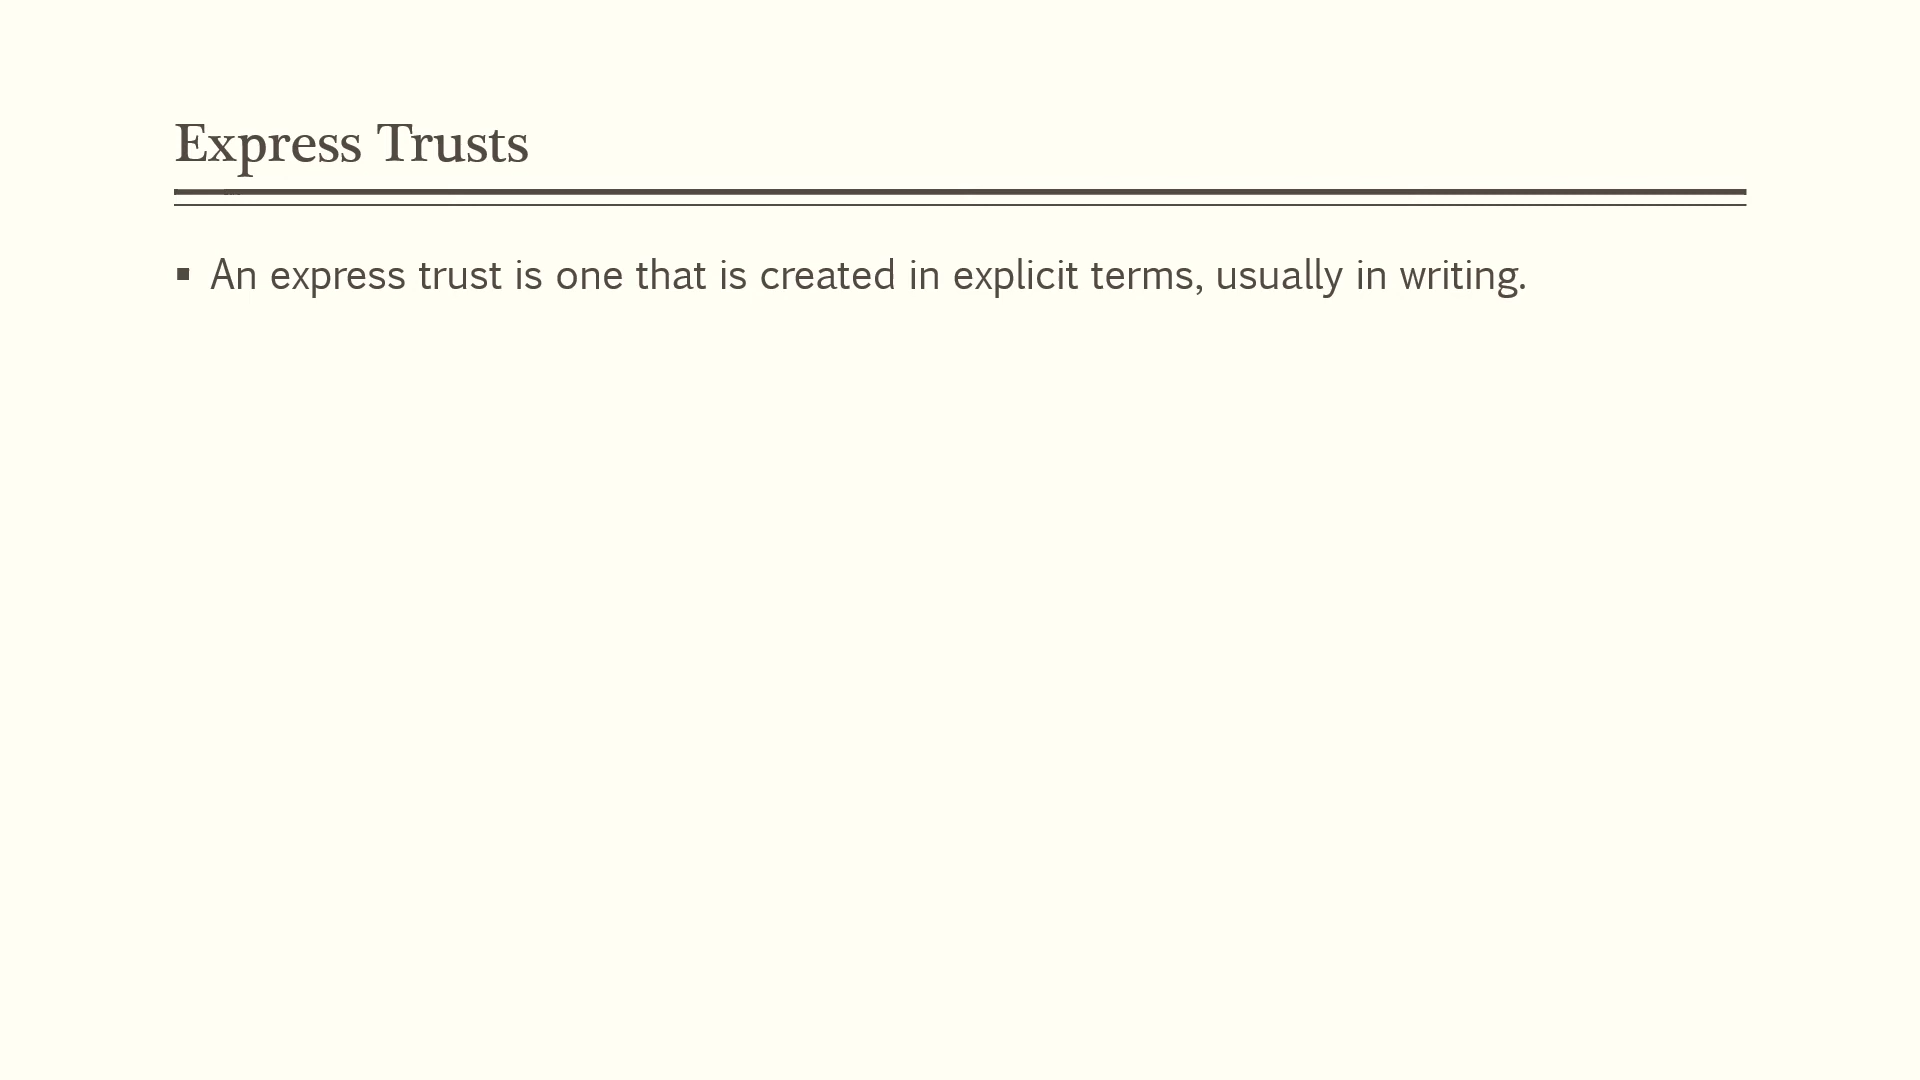 Express Trusts
▪ An express trust is one that is created in explicit terms, usually in writing.